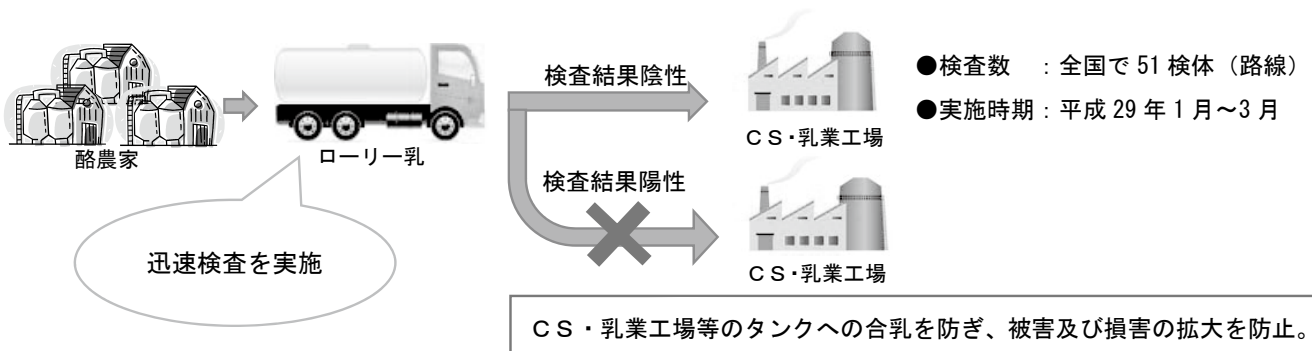 酪農家
ローリー乳
迅速検査を実施
検査結果陰性
ＣＳ・乳業工場
検査結果陽性
ＣＳ・乳業工場
●検査数　：全国で 51 検体（路線）
●実施時期：平成 29 年 1 月～3 月
ＣＳ・乳業工場等のタンクへの合乳を防ぎ、被害及び損害の拡大を防止。